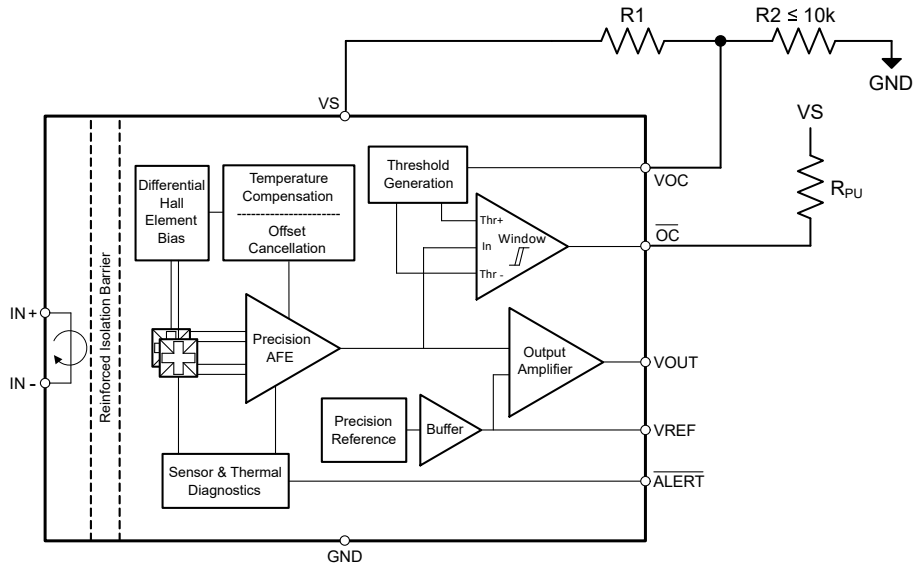 R1
R2 ≤ 10k
GND
VS
VS
R_PU
Differential
Hall
Element
Bias
Temperature
Compensation
Offset
Cancellation
Threshold
Generation
VOC
Thr+
In
Window
Thr -
O̅C̅
Reinforced Isolation Barrier
IN +
IN -
Precision
AFE
Output
Amplifier
VOUT
Precision
Reference
Buffer
VREF
Sensor & Thermal
Diagnostics
A̅L̅E̅R̅T̅
GND